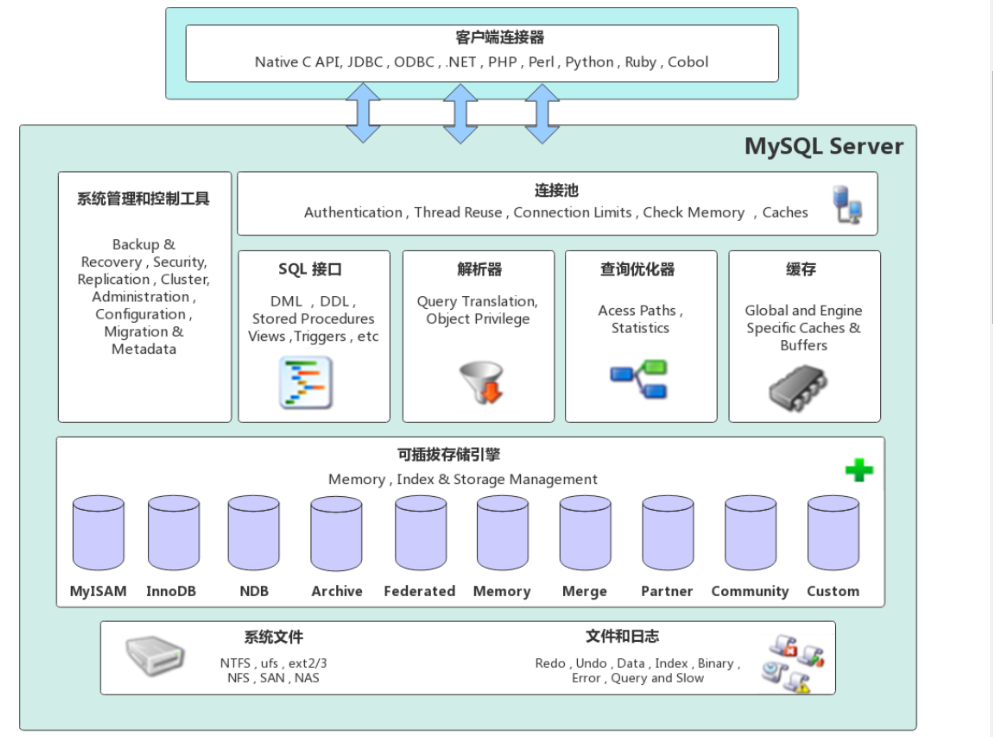 客户端连接器
Native C API, JDBC , ODBC , .NET , PHP , Perl , Python , Ruby , Cobol
MySQL Server
系统管理和控制工具
Backup &
Recovery , Security,
Replication , Cluster,
Administration ,
Configuration ,
Migration &
Metadata
连接池
Authentication , Thread Reuse , Connection Limits , Check Memory , Caches
SQL 接口
DML , DDL ,
Stored Procedures
Views ,Triggers , etc
解析器
Query Translation,
Object Privilege
查询优化器
Acess Paths ,
Statistics
缓存
Global and Engine
Specific Caches &
Buffers
可插拔存储引擎
Memory , Index & Storage Management
MyISAM InnoDB NDB Archive Federated Memory Merge Partner Community Custom
系统文件
NTFS , ufs , ext2/3
NFS , SAN , NAS
文件和日志
Redo , Undo , Data , Index , Binary ,
Error , Query and Slow